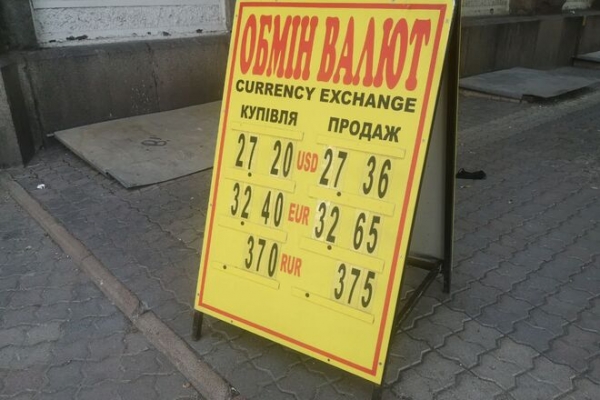 ОБМІН ВАЛЮТ
CURRENCY EXCHANGE
КУПІВЛЯ ПРОДАЖ
27.20 USD 27.36
32.40 EUR 32.65
.370 RUR .375